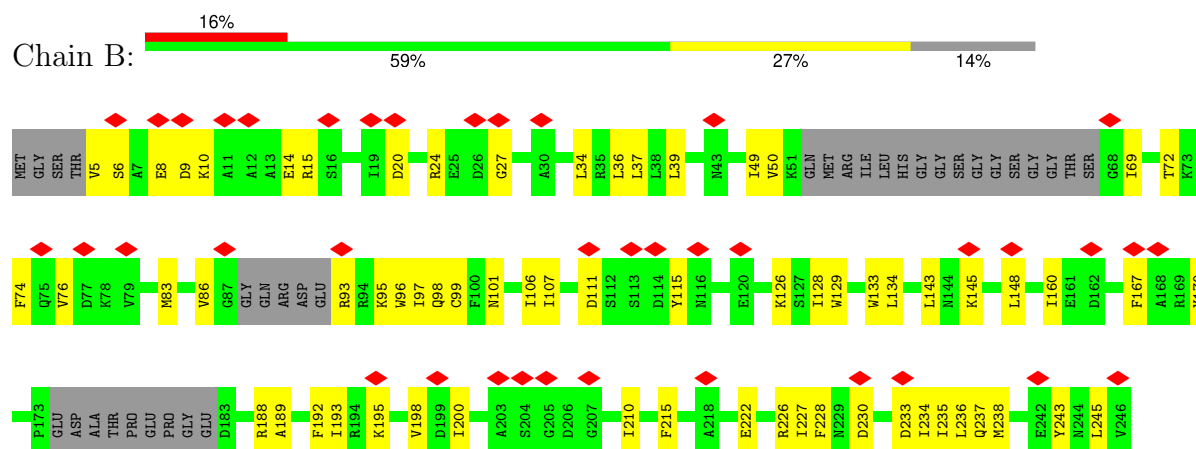 16%
Chain B:
59% 27% 14%
MET GLY SER THR V5 S6 A7 E8 D9 K10 A11 A12 A13 E14 R15 S16 I19 D20 R24 E25 D26 G27 A30 L34 R35 L36 L37 L38 L39 N43 I49 V50 K51 GLN MET ARG ILE LEU HIS GLY GLY SER GLY GLY SER GLY GLY THR SER G68 I69 T72 K73
F74 Q75 V76 D77 K78 V79 M83 V86 G87 GLY GLN ARG ASP GLU R93 R94 K95 W96 I97 Q98 C99 F100 N101 I106 I107 D111 S112 S113 D114 Y115 N116 E120 K126 S127 I128 W129 W133 L134 L143 N144 K145 L148 I160 E161 D162 F167 A168 R169
P173 GLU ASP ALA THR PRO GLU PRO GLY GLU D183 R188 A189 F192 I193 R194 K195 V198 D199 I200 A203 S204 G205 D206 G207 I210 F215 A218 E222 R226 I227 F228 N229 D230 D233 I234 I235 L236 Q237 M238 E242 Y243 N244 L245 V246